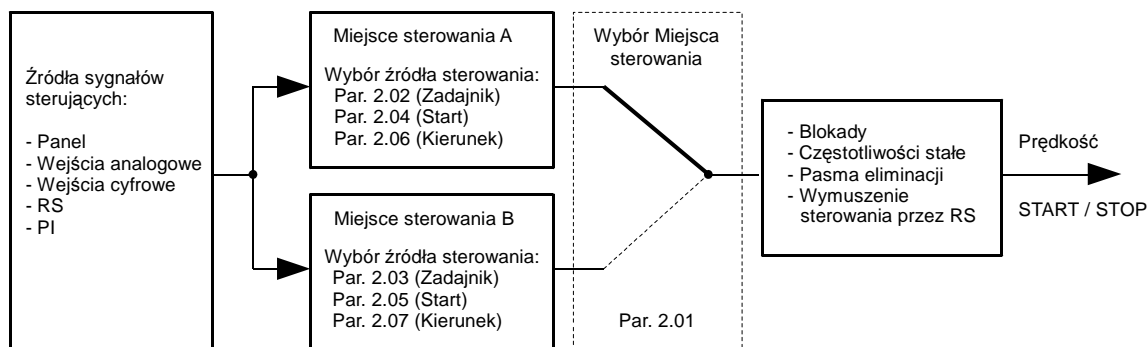 Źródła sygnałów
sterujących:
- Panel
- Wejścia analogowe
- Wejścia cyfrowe
- RS
- PI
Miejsce sterowania A
Wybór źródła sterowania:
Par. 2.02 (Zadajnik)
Par. 2.04 (Start)
Par. 2.06 (Kierunek)
Miejsce sterowania B
Wybór źródła sterowania:
Par. 2.03 (Zadajnik)
Par. 2.05 (Start)
Par. 2.07 (Kierunek)
Wybór Miejsca
sterowania
Par. 2.01
- Blokady
- Częstotliwości stałe
- Pasma eliminacji
- Wymuszenie
sterowania przez RS
Prędkość
START / STOP